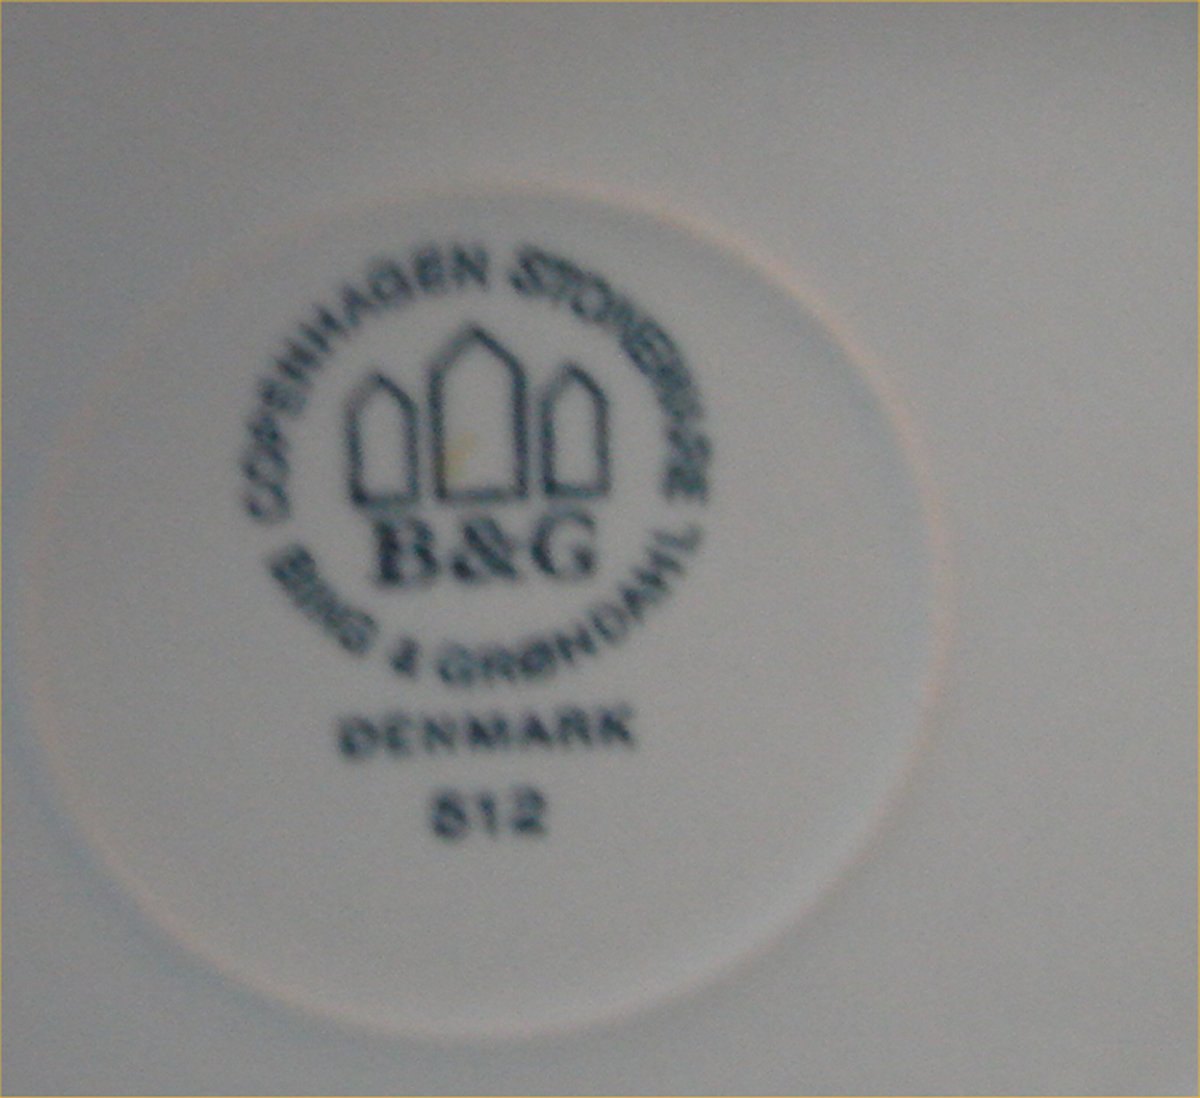 COPENHAGEN STONEWARE
B&G
BING & GRØNDAHL
DENMARK
512